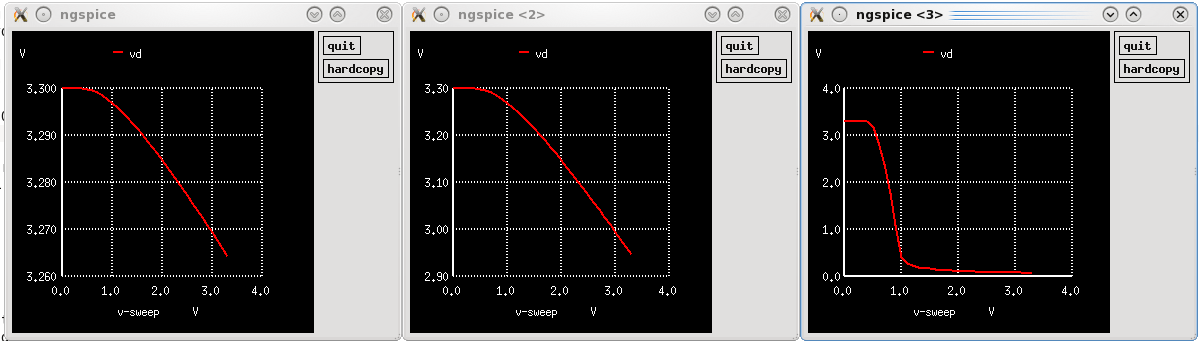 ngspice
V
vd
quit
hardcopy
3.300
3.290
3.280
3.270
3.260
0.0 1.0 2.0 3.0 4.0
v-sweep V
ngspice <2>
V
vd
quit
hardcopy
3.30
3.20
3.10
3.00
2.90
0.0 1.0 2.0 3.0 4.0
v-sweep V
ngspice <3>
V
vd
quit
hardcopy
4.0
3.0
2.0
1.0
0.0
0.0 1.0 2.0 3.0 4.0
v-sweep V